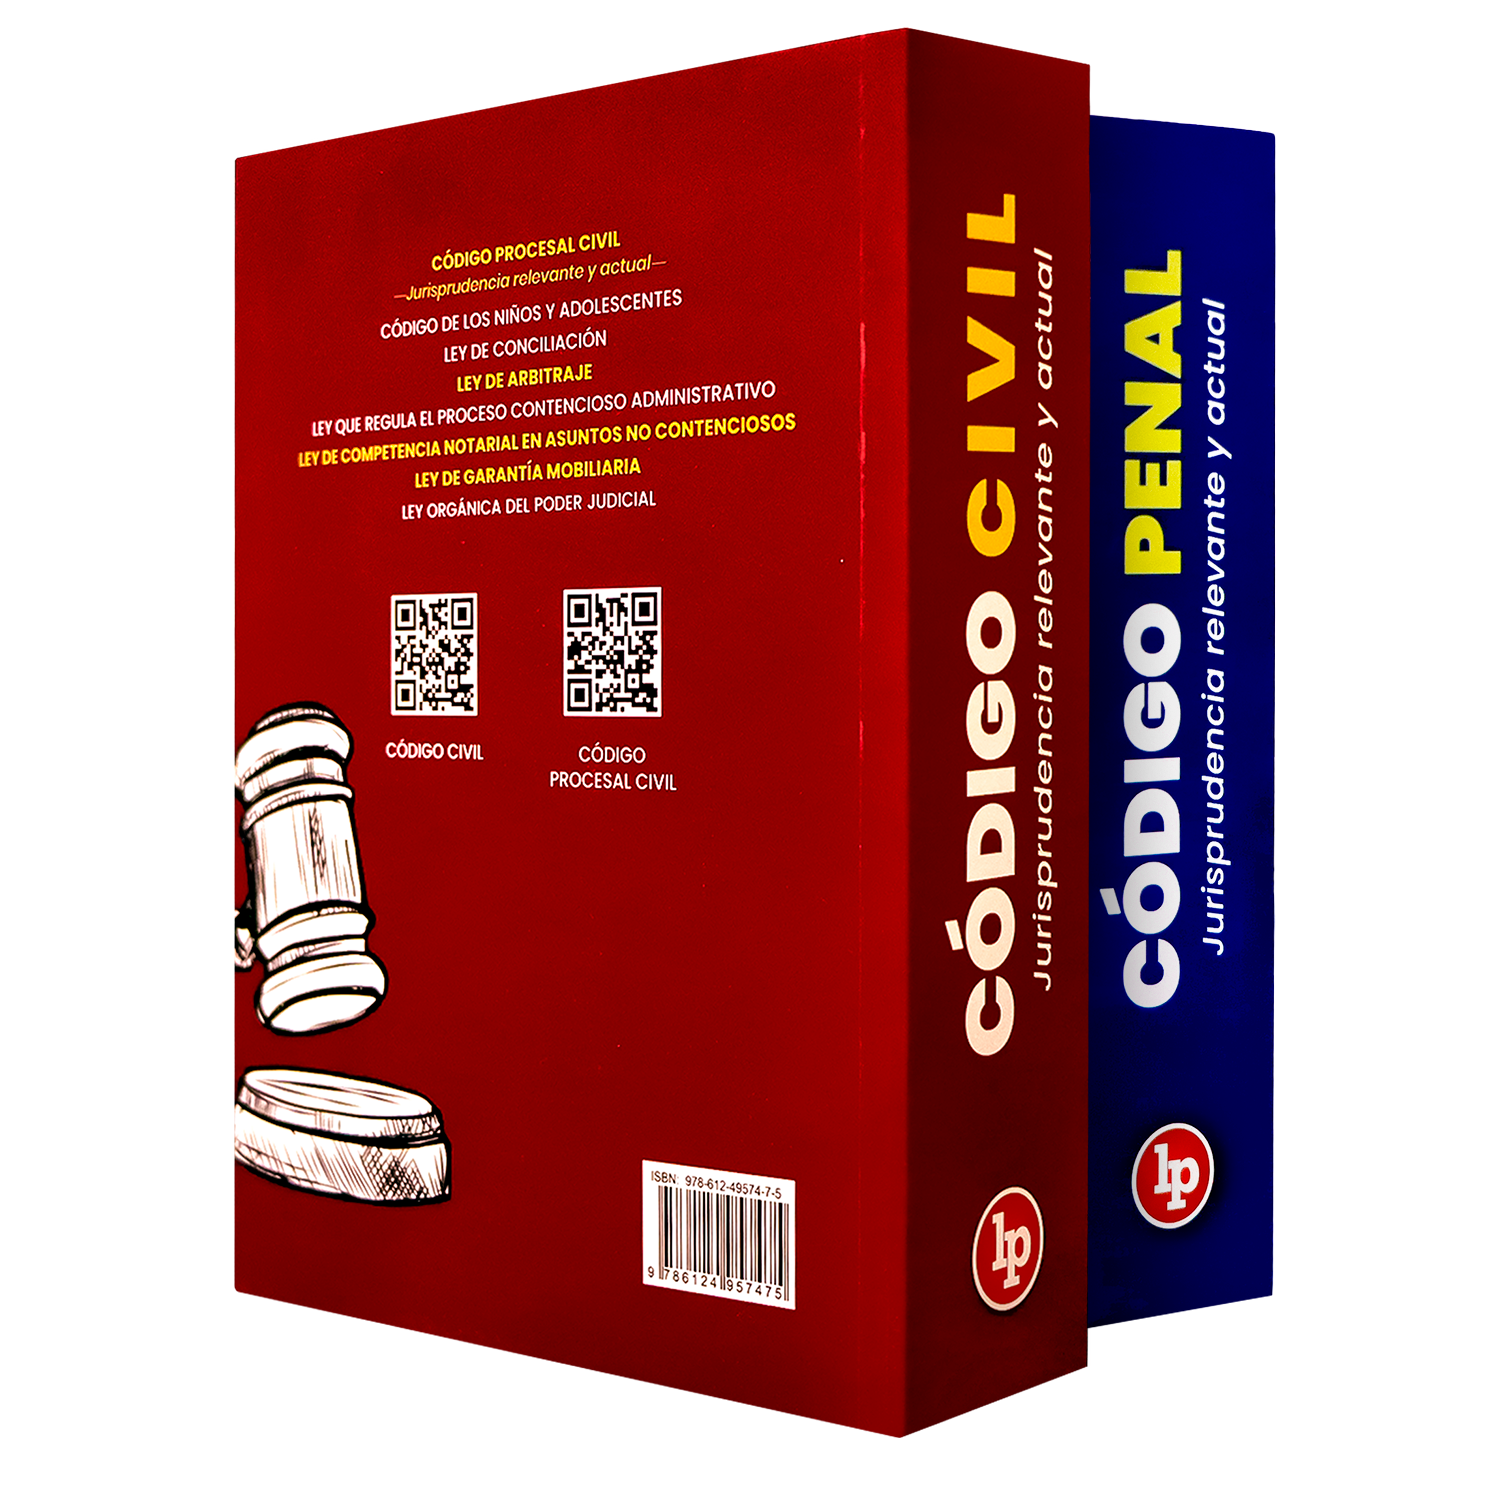 CÓDIGO PROCESAL CIVIL
—Jurisprudencia relevante y actual—
CÓDIGO DE LOS NIÑOS Y ADOLESCENTES
LEY DE CONCILIACIÓN
LEY DE ARBITRAJE
LEY QUE REGULA EL PROCESO CONTENCIOSO ADMINISTRATIVO
LEY DE COMPETENCIA NOTARIAL EN ASUNTOS NO CONTENCIOSOS
LEY DE GARANTÍA MOBILIARIA
LEY ORGÁNICA DEL PODER JUDICIAL
CÓDIGO CIVIL
CÓDIGO
PROCESAL CIVIL
ISBN: 978-612-49574-7-5
9 786124 957475
CÓDIGO CIVIL
Jurisprudencia relevante y actual
lp
CÓDIGO PENAL
Jurisprudencia relevante y actual
lp